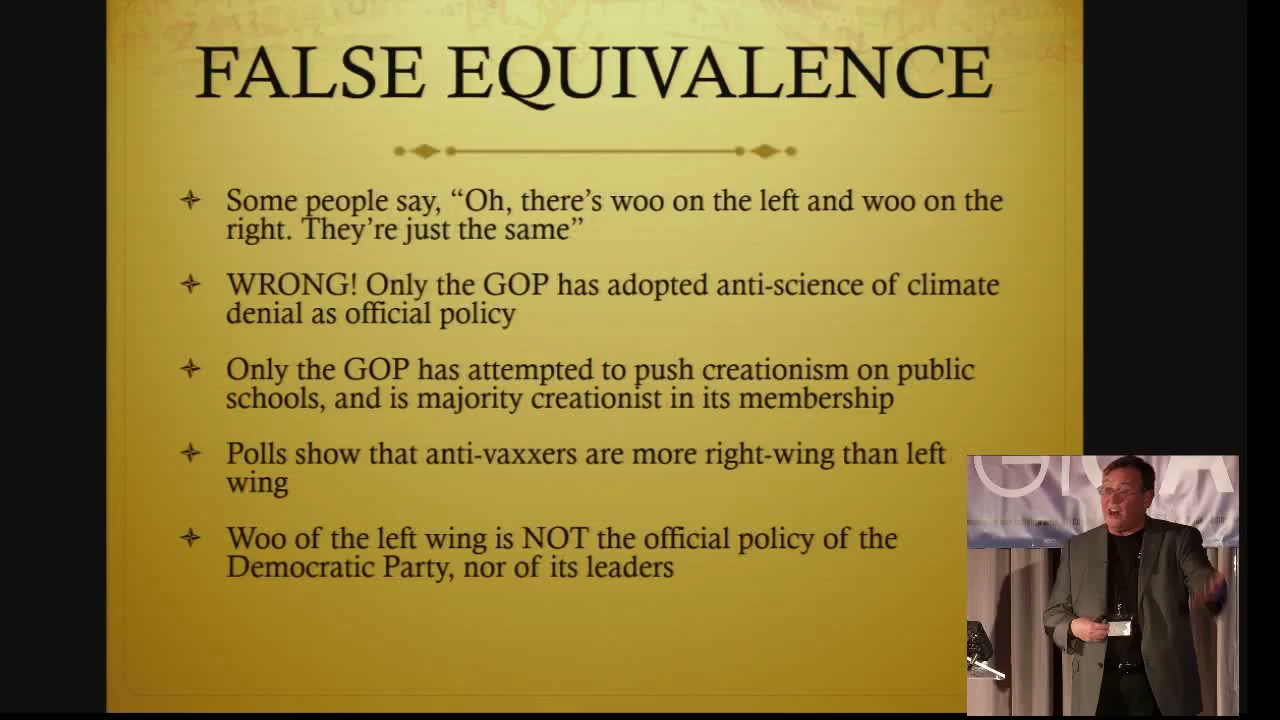 FALSE EQUIVALENCE
Some people say, “Oh, there’s woo on the left and woo on the
right. They’re just the same”
WRONG! Only the GOP has adopted anti-science of climate
denial as official policy
Only the GOP has attempted to push creationism on public
schools, and is majority creationist in its membership
Polls show that anti-vaxxers are more right-wing than left
wing
Woo of the left wing is NOT the official policy of the
Democratic Party, nor of its leaders